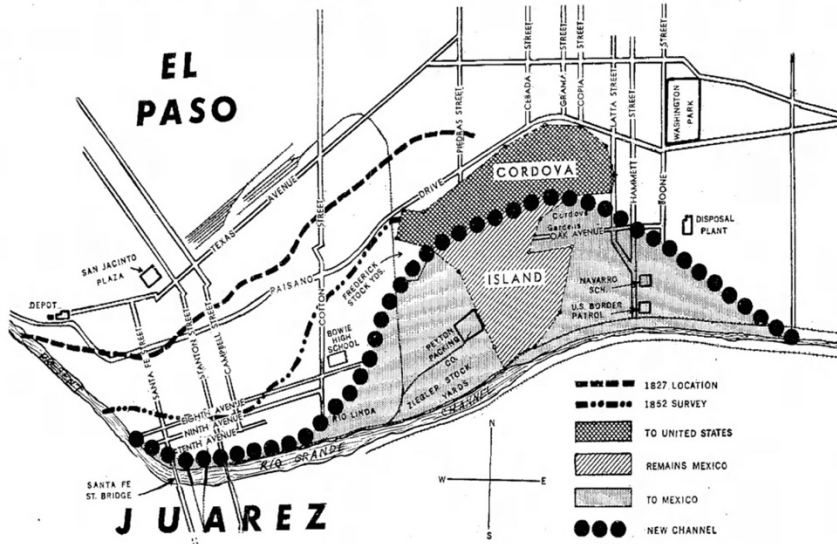 EL
PASO
TEXAS AVENUE
PAISANO DRIVE
SAN JACINTO
PLAZA
DEPOT
SANTA FE STREET
STANTON STREET
CAMPBELL STREET
COTTON STREET
PIEDRAS STREET
CEBADA STREET
GRAMA STREET
COPIA STREET
LATTA STREET
HAMMETT
BOONE
WASHINGTON
PARK
CORDOVA
ISLAND
Cordova
Gardens
OAK AVENUE
DISPOSAL
PLANT
NAVARRO
SCH.
U.S. BORDER
PATROL
FREDERICK
STOCK YDS.
BOWIE
HIGH
SCHOOL
PEYTON
PACKING
CO.
ZIEGLER STOCK
YARDS
CHANNEL
RIO LINDA
EIGHTH AVENUE
NINTH AVENUE
TENTH AVENUE
RIO GRANDE
SANTA FE
ST. BRIDGE
JUAREZ
N
W
E
S
1827 LOCATION
1852 SURVEY
TO UNITED STATES
REMAINS MEXICO
TO MEXICO
NEW CHANNEL